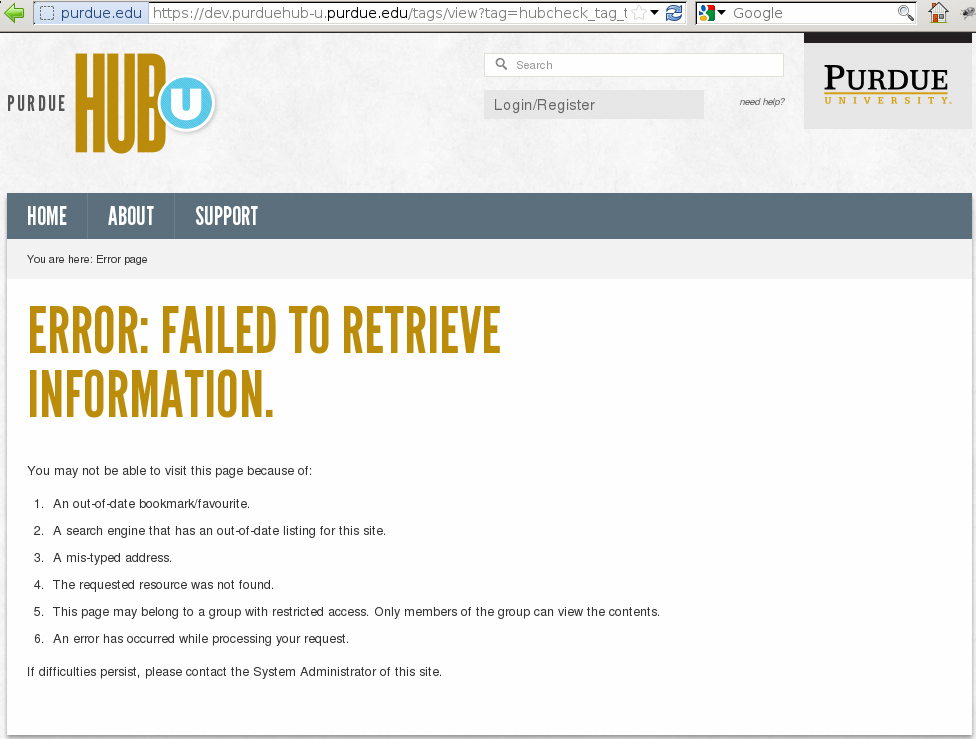 purdue.edu https://dev.purduehub-u.purdue.edu/tags/view?tag=hubcheck_tag_t Google
PURDUE HUB U
Search
Login/Register need help?
PURDUE
UNIVERSITY.
HOME ABOUT SUPPORT
You are here: Error page
ERROR: FAILED TO RETRIEVE
INFORMATION.
You may not be able to visit this page because of:
1. An out-of-date bookmark/favourite.
2. A search engine that has an out-of-date listing for this site.
3. A mis-typed address.
4. The requested resource was not found.
5. This page may belong to a group with restricted access. Only members of the group can view the contents.
6. An error has occurred while processing your request.
If difficulties persist, please contact the System Administrator of this site.